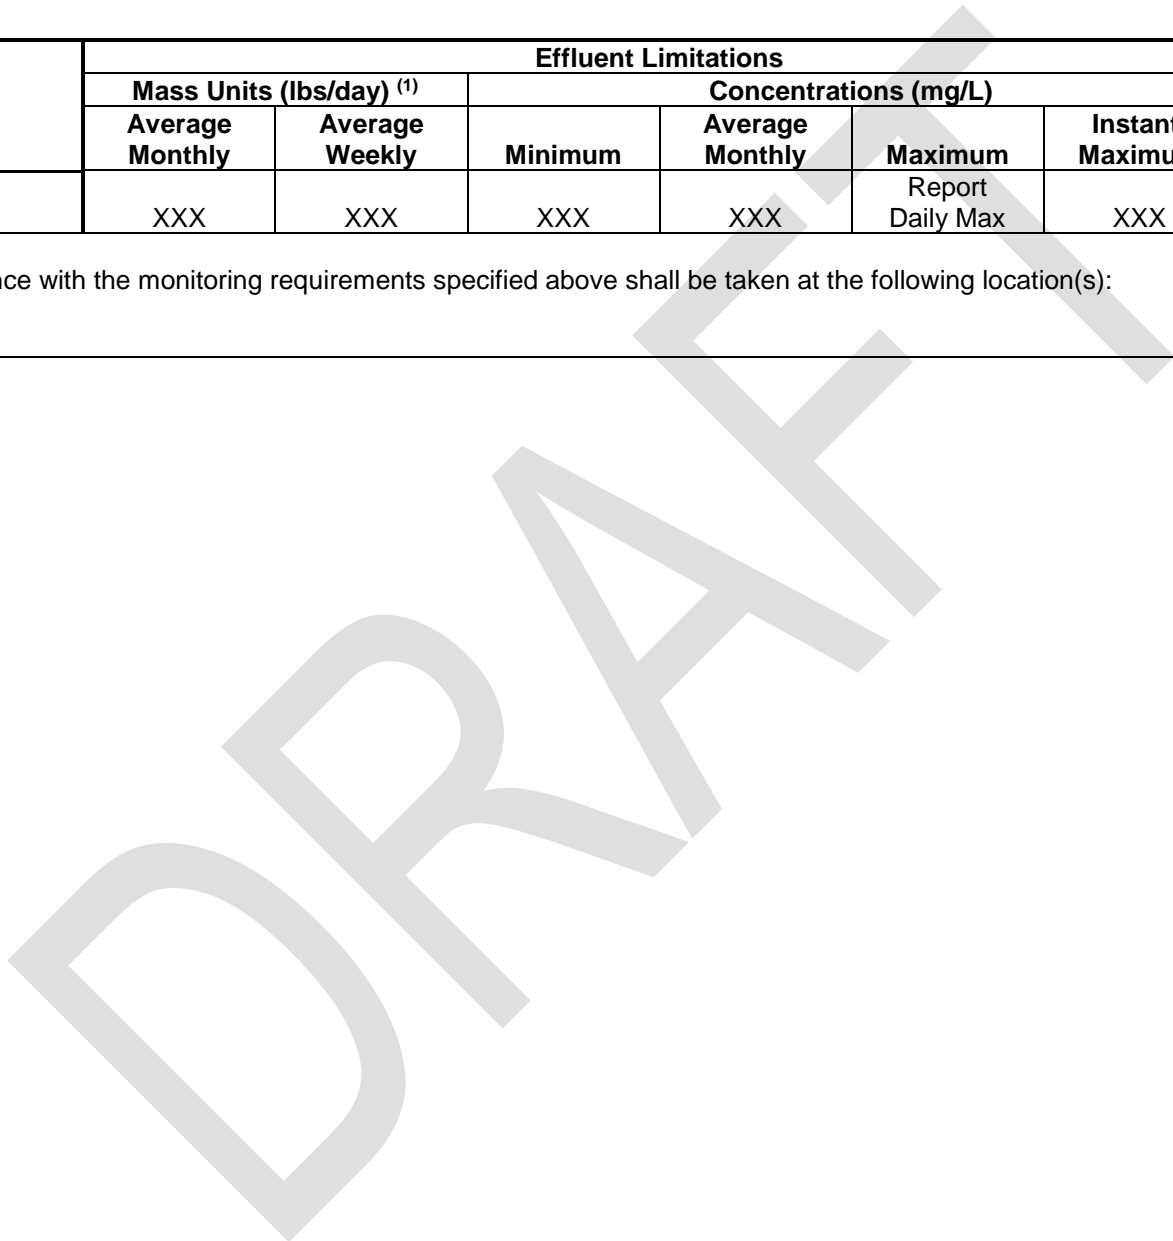 Effluent Limitations
Mass Units (lbs/day) (1) Concentrations (mg/L)
Average Monthly Average Weekly Minimum Average Monthly Maximum
XXX XXX XXX XXX Report Daily Max XXX
with the monitoring requirements specified above shall be taken at the following location(s):
DRAFT